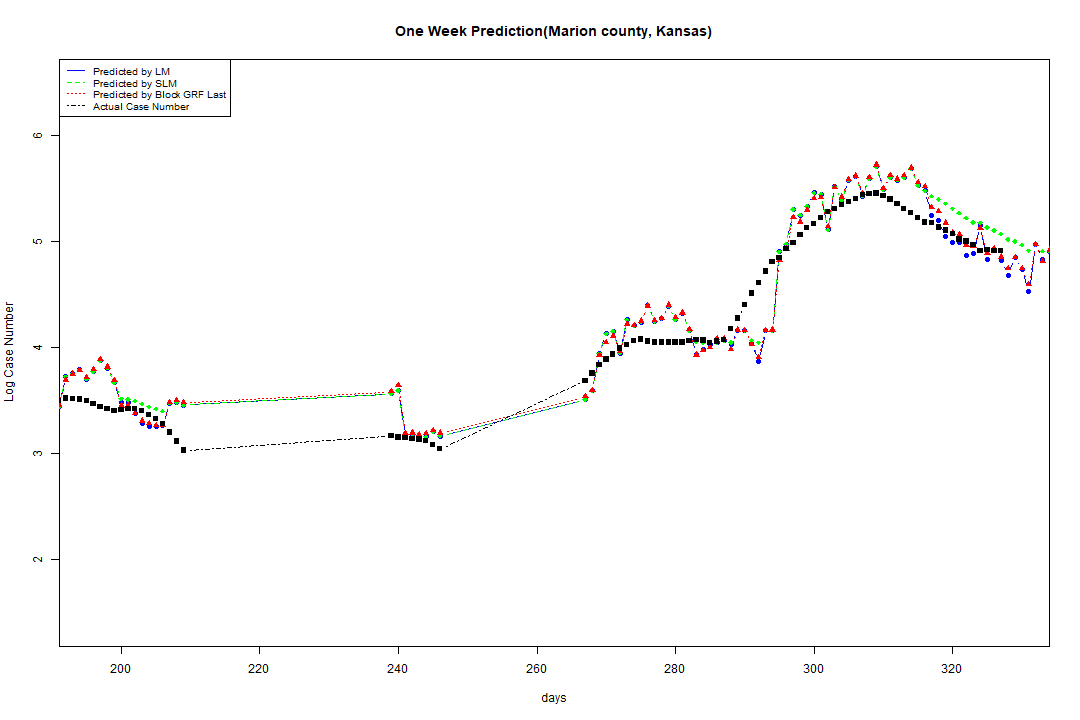 One Week Prediction(Marion county, Kansas)
Predicted by LM
Predicted by SLM
Predicted by Block GRF Last
Actual Case Number
6
5
4
3
2
Log Case Number
200 220 240 260 280 300 320
days